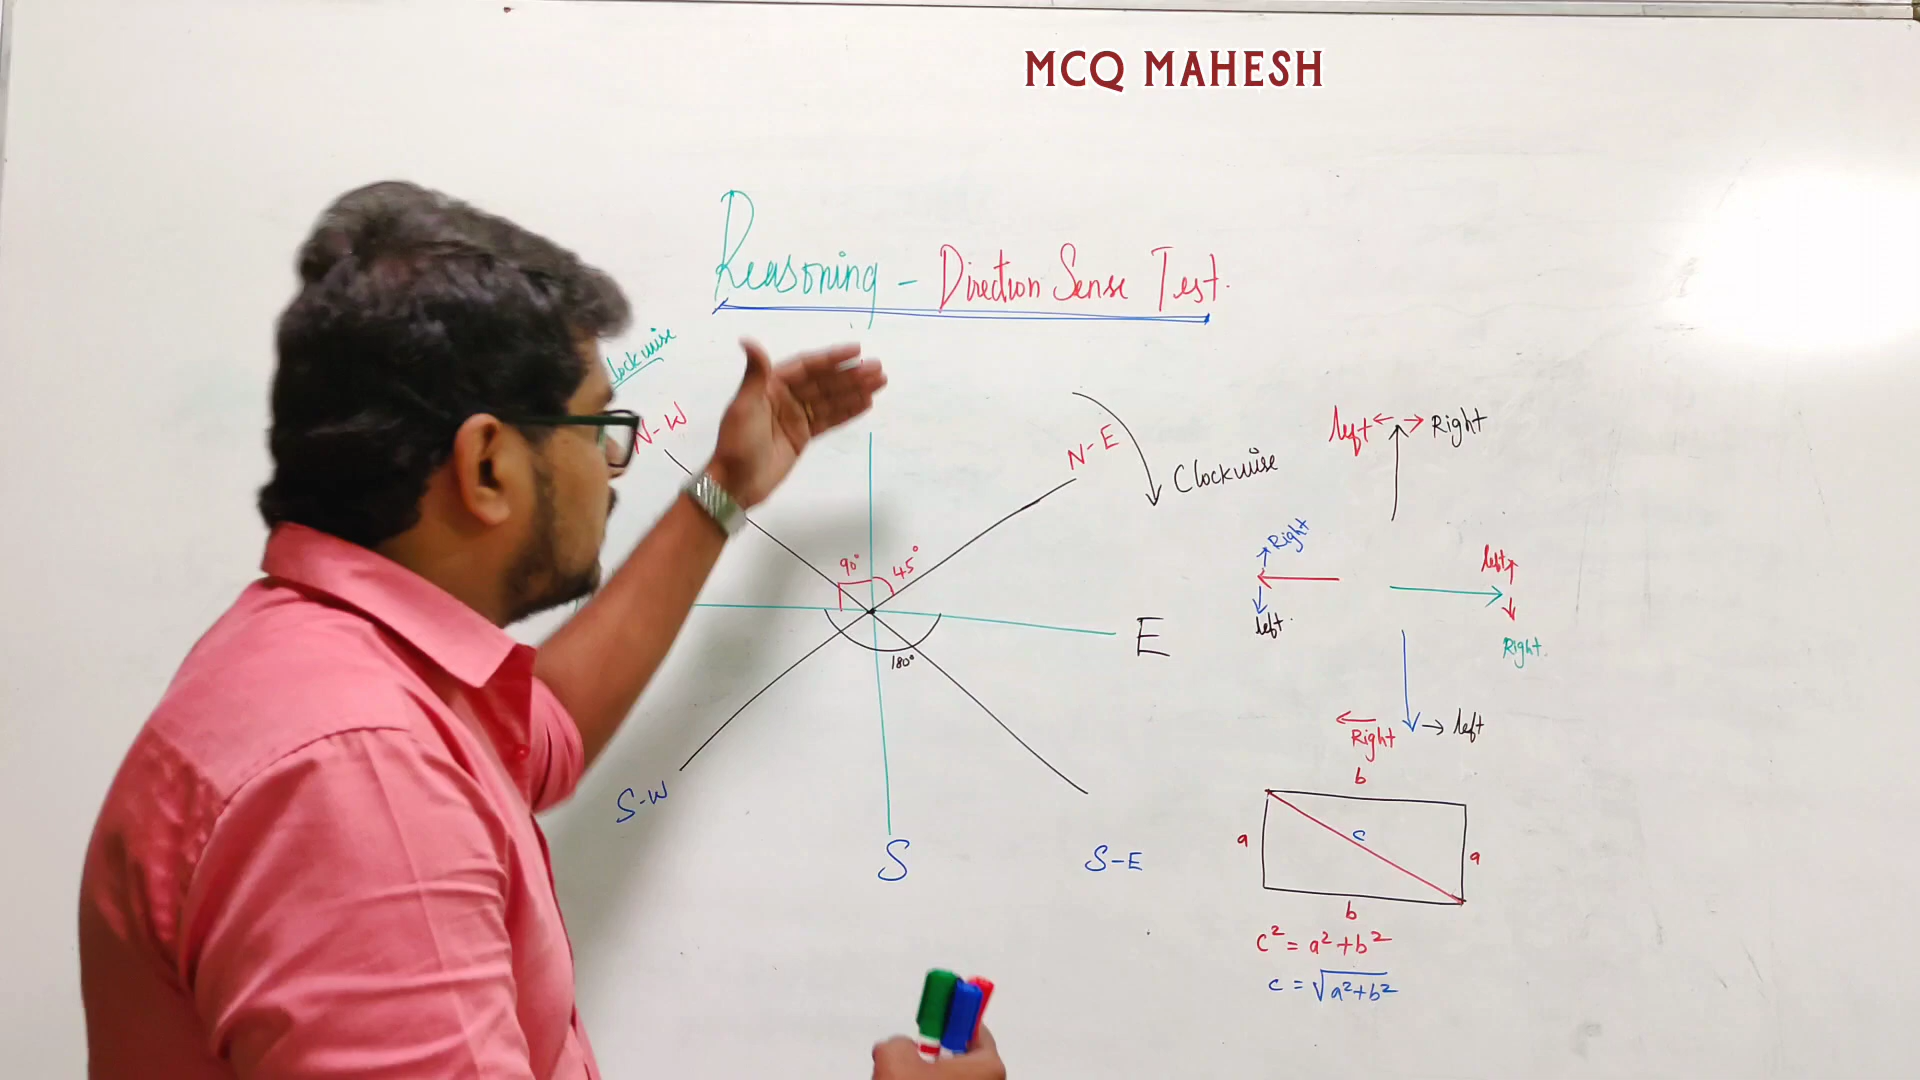 MCQ MAHESH
Reasoning - Direction Sense Test.
lockwise
N-W
N-E
Clockwise
90°
45°
180°
E
S-W
S
S-E
left ← → Right
Right
left.
left
Right.
Right
→ left
b
a
c
a
b
c² = a² + b²
c = √a²+b²